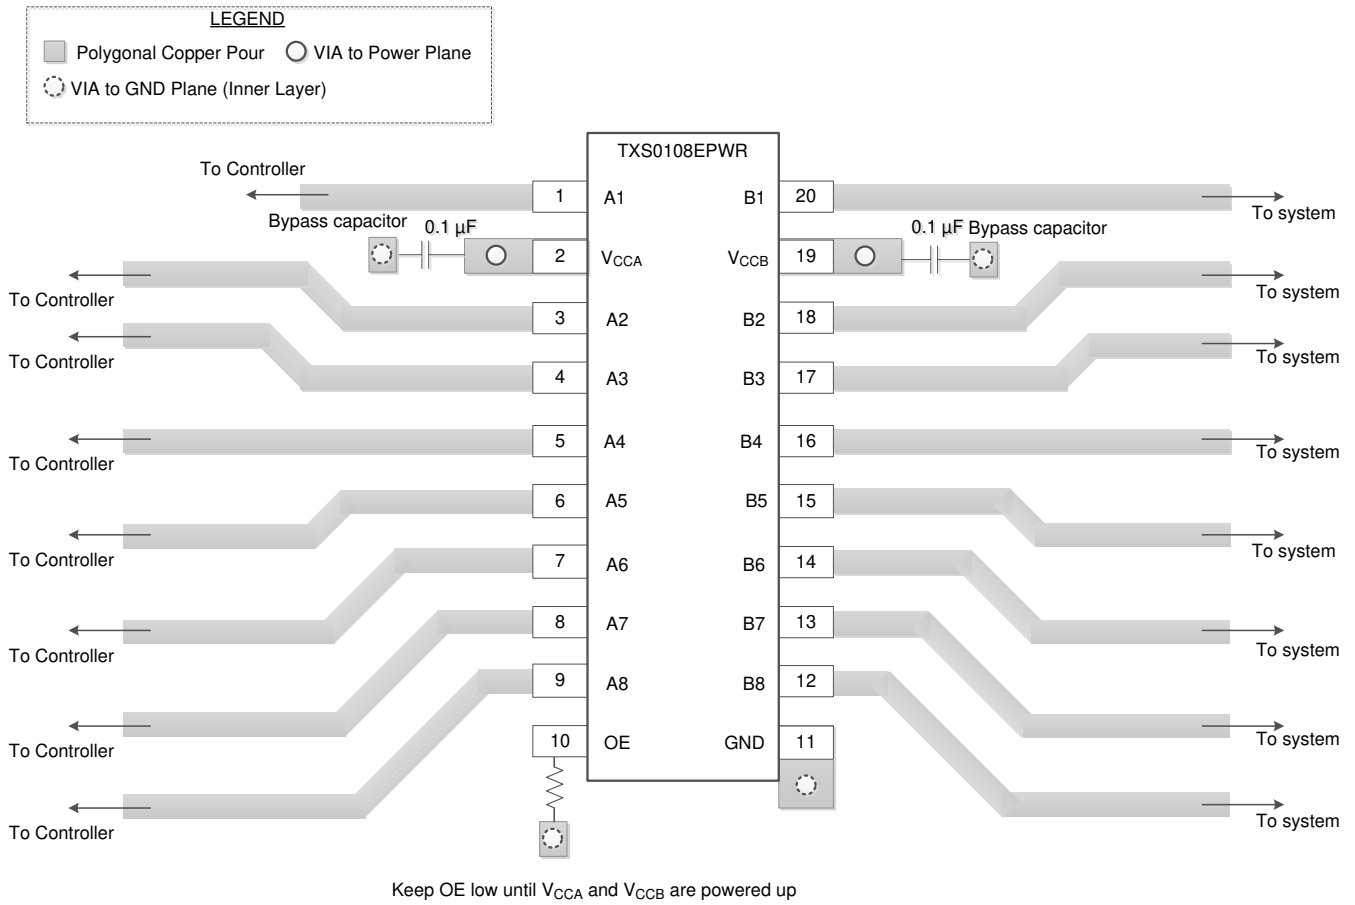 LEGEND
Polygonal Copper Pour
VIA to Power Plane
VIA to GND Plane (Inner Layer)
TXS0108EPWR
To Controller
1
A1
B1
20
To system
Bypass capacitor
0.1 µF
2
VCCA
VCCB
19
0.1 µF
Bypass capacitor
To Controller
3
A2
B2
18
To system
To Controller
4
A3
B3
17
To system
To Controller
5
A4
B4
16
To system
To Controller
6
A5
B5
15
To system
To Controller
7
A6
B6
14
To system
To Controller
8
A7
B7
13
To system
To Controller
9
A8
B8
12
To system
10
OE
GND
11
Keep OE low until VCCA and VCCB are powered up